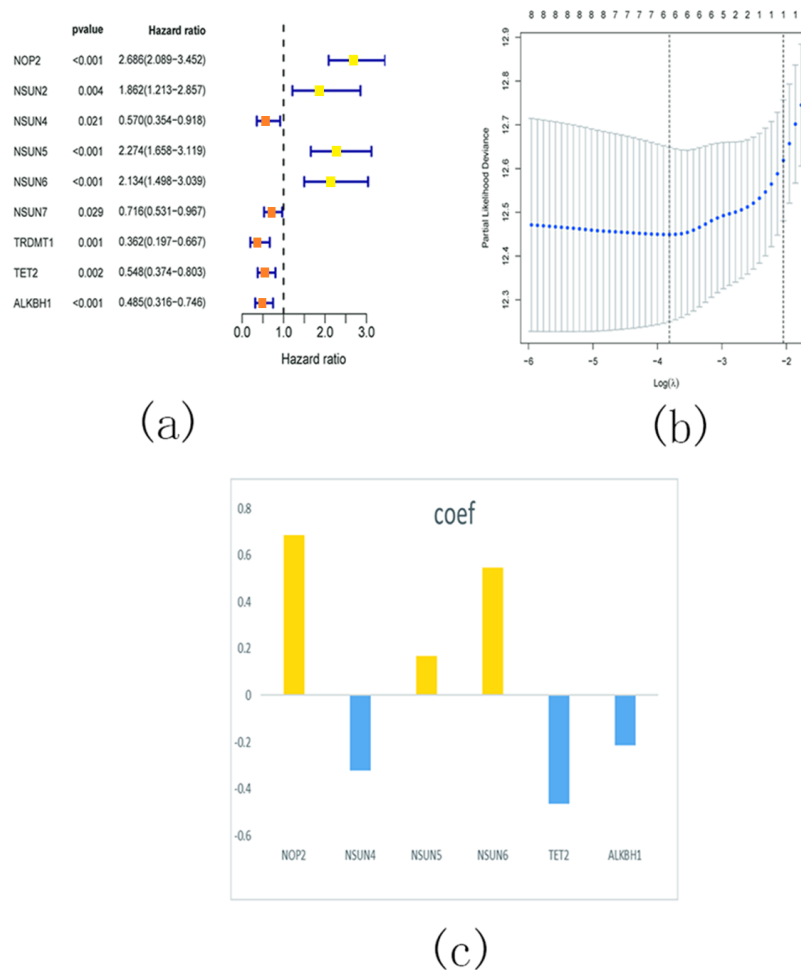 pvalue Hazard ratio
NOP2 <0.001 2.686(2.089−3.452)
NSUN2 0.004 1.862(1.213−2.857)
NSUN4 0.021 0.570(0.354−0.918)
NSUN5 <0.001 2.274(1.658−3.119)
NSUN6 <0.001 2.134(1.498−3.039)
NSUN7 0.029 0.716(0.531−0.967)
TRDMT1 0.001 0.362(0.197−0.667)
TET2 0.002 0.548(0.374−0.803)
ALKBH1 <0.001 0.485(0.316−0.746)
0.0 1.0 2.0 3.0
Hazard ratio
(a)
8 8 8 8 8 8 7 7 7 6 6 6 6 5 2 2 1 1 1 1
Partial Likelihood Deviance
12.9
12.8
12.7
12.6
12.5
12.4
12.3
−6 −5 −4 −3 −2
Log(λ)
(b)
coef
0.8
0.6
0.4
0.2
0
-0.2
-0.4
-0.6
NOP2 NSUN4 NSUN5 NSUN6 TET2 ALKBH1
(c)